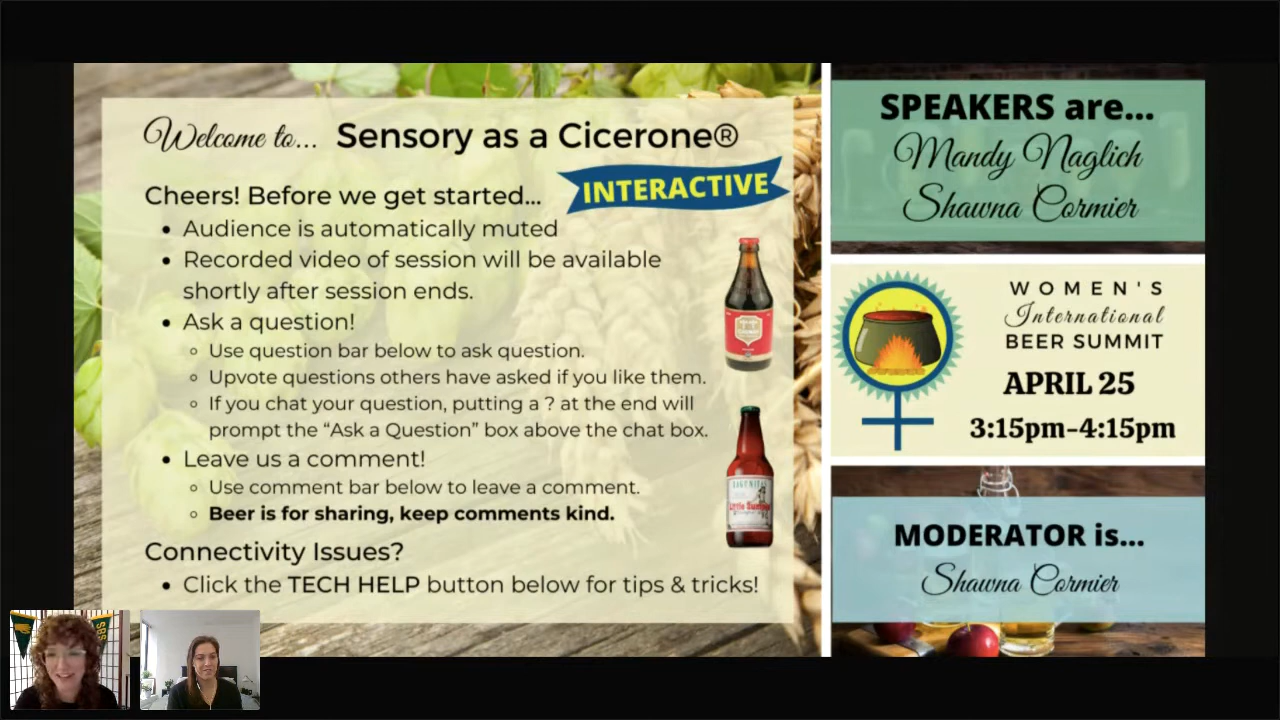 Welcome to... Sensory as a Cicerone®
INTERACTIVE
Cheers! Before we get started...
• Audience is automatically muted
• Recorded video of session will be available
shortly after session ends.
• Ask a question!
◦ Use question bar below to ask question.
◦ Upvote questions others have asked if you like them.
◦ If you chat your question, putting a ? at the end will
prompt the “Ask a Question” box above the chat box.
• Leave us a comment!
◦ Use comment bar below to leave a comment.
◦ Beer is for sharing, keep comments kind.
Connectivity Issues?
• Click the TECH HELP button below for tips & tricks!
LAGUNITAS
SPEAKERS are...
Mandy Naglich
Shawna Cormier
WOMEN'S
International
BEER SUMMIT
APRIL 25
3:15pm-4:15pm
MODERATOR is...
Shawna Cormier
SBS